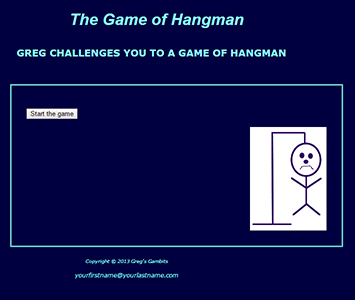 The Game of Hangman
GREG CHALLENGES YOU TO A GAME OF HANGMAN
Start the game
Copyright © 2013 Greg's Gambits
yourfirstname@yourlastname.com